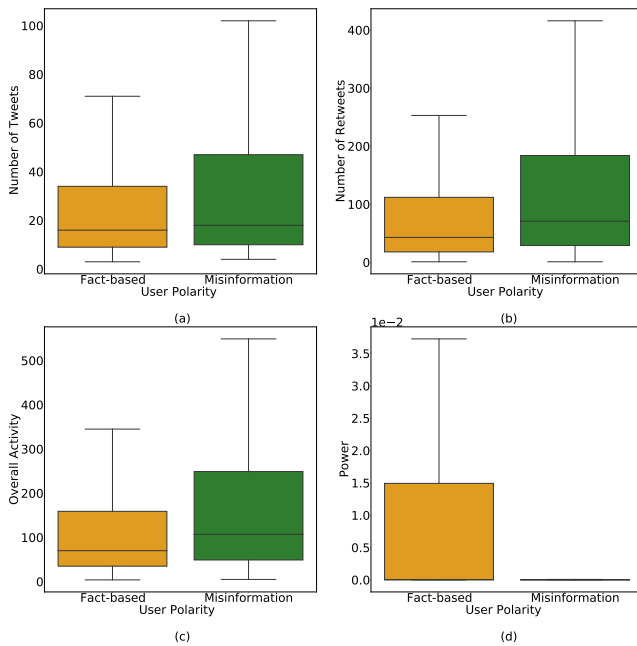 Number of Tweets
100
80
60
40
20
0
Fact-based Misinformation
User Polarity
(a)
Number of Retweets
400
300
200
100
0
Fact-based Misinformation
User Polarity
(b)
Overall Activity
500
400
300
200
100
0
Fact-based Misinformation
User Polarity
(c)
1e−2
Power
3.5
3.0
2.5
2.0
1.5
1.0
0.5
0.0
Fact-based Misinformation
User Polarity
(d)